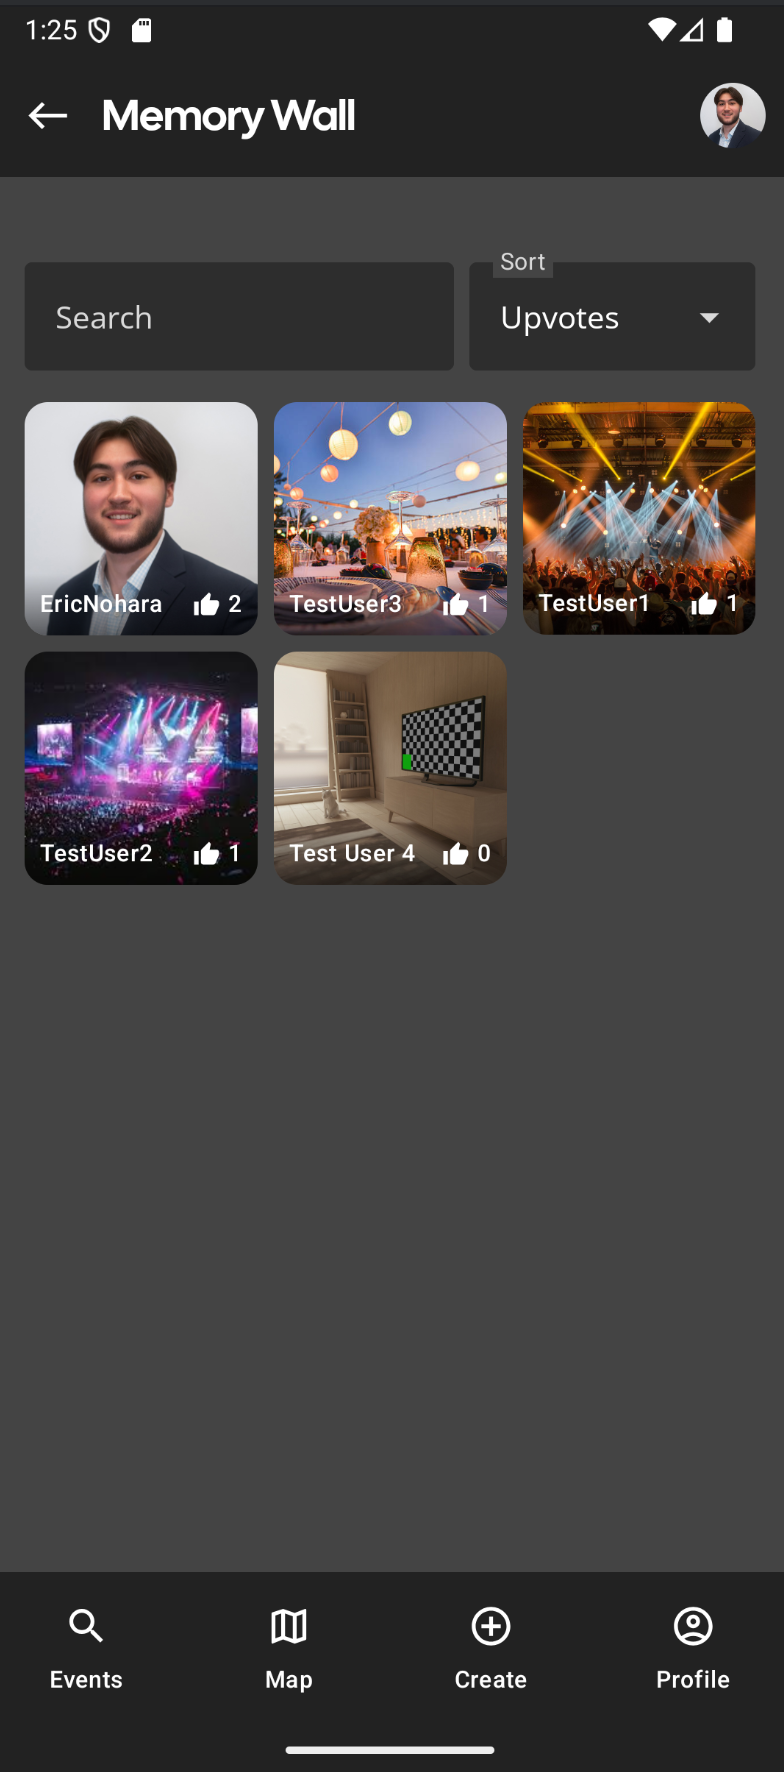 1:25
Memory Wall
Sort
Search
Upvotes
EricNohara 2
TestUser3 1
TestUser1 1
TestUser2 1
Test User 4 0
Events
Map
Create
Profile